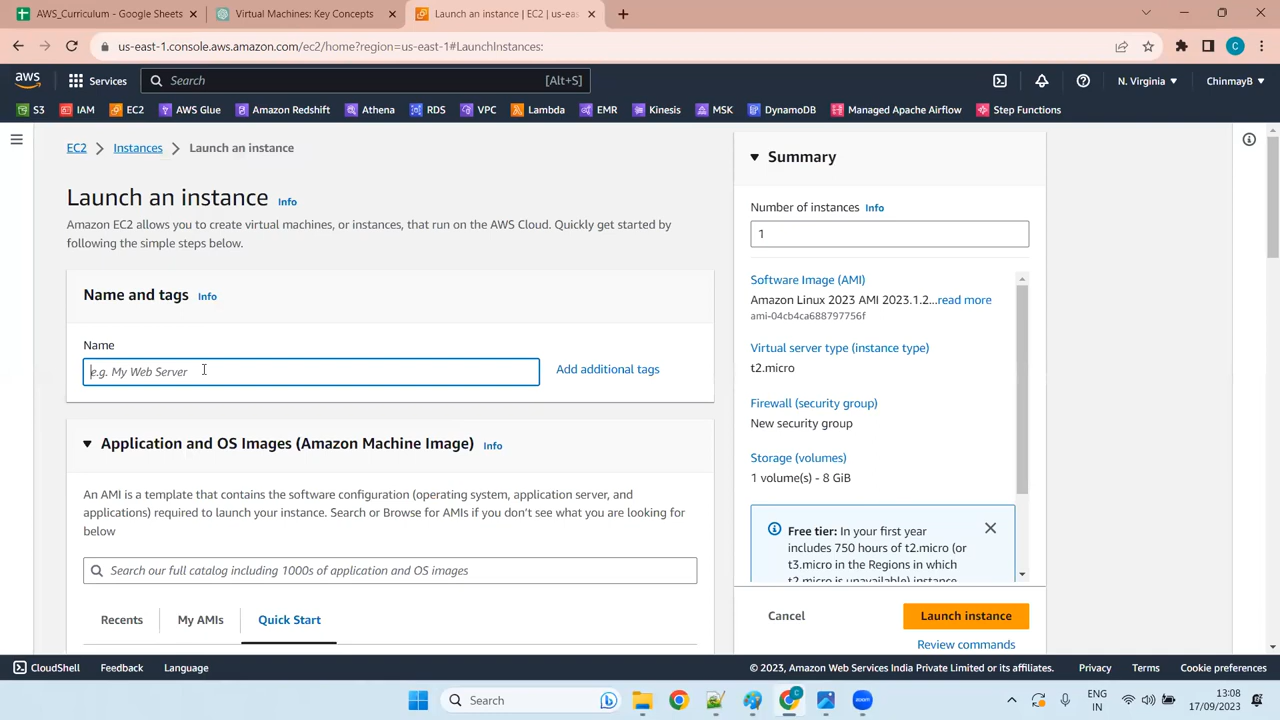 AWS_Curriculum - Google Sheets
Virtual Machines: Key Concepts
Launch an instance | EC2 | us-eas
us-east-1.console.aws.amazon.com/ec2/home?region=us-east-1#LaunchInstances:
C
aws
Services
Search
[Alt+S]
N. Virginia
ChinmayB
S3
IAM
EC2
AWS Glue
Amazon Redshift
Athena
RDS
VPC
Lambda
EMR
Kinesis
MSK
DynamoDB
Managed Apache Airflow
Step Functions
EC2
Instances
Launch an instance
Launch an instance Info
Amazon EC2 allows you to create virtual machines, or instances, that run on the AWS Cloud. Quickly get started by
following the simple steps below.
Name and tags Info
Name
e.g. My Web Server
Add additional tags
Application and OS Images (Amazon Machine Image) Info
An AMI is a template that contains the software configuration (operating system, application server, and
applications) required to launch your instance. Search or Browse for AMIs if you don't see what you are looking for
below
Search our full catalog including 1000s of application and OS images
Recents
My AMIs
Quick Start
Summary
Number of instances Info
1
Software Image (AMI)
Amazon Linux 2023 AMI 2023.1.2...read more
ami-04cb4ca688797756f
Virtual server type (instance type)
t2.micro
Firewall (security group)
New security group
Storage (volumes)
1 volume(s) - 8 GiB
Free tier: In your first year
includes 750 hours of t2.micro (or
t3.micro in the Regions in which
t2.micro is unavailable) instance
Cancel
Launch instance
Review commands
CloudShell
Feedback
Language
© 2023, Amazon Web Services India Private Limited or its affiliates.
Privacy
Terms
Cookie preferences
Search
C
zoom
ENG
IN
13:08
17/09/2023